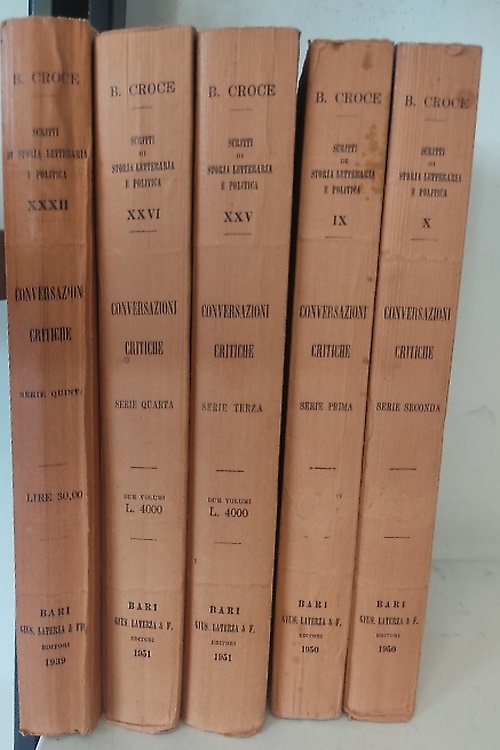 B. CROCE
SCRITTI
DI STORIA LETTERARIA
E POLITICA
XXXII
CONVERSAZIONI
CRITICHE
SERIE QUINTA
LIRE 30,00
BARI
GIUS. LATERZA & FIGLI
EDITORI
1939
B. CROCE
SCRITTI
DI
STORIA LETTERARIA
E POLITICA
XXVI
CONVERSAZIONI
CRITICHE
SERIE QUARTA
DUE VOLUMI
L. 4000
BARI
GIUS. LATERZA & F.
EDITORI
1951
B. CROCE
SCRITTI
DI
STORIA LETTERARIA
E POLITICA
XXV
CONVERSAZIONI
CRITICHE
SERIE TERZA
DUE VOLUMI
L. 4000
BARI
GIUS. LATERZA & F.
EDITORI
1951
B. CROCE
SCRITTI
DI
STORIA LETTERARIA
E POLITICA
IX
CONVERSAZIONI
CRITICHE
SERIE PRIMA
BARI
GIUS. LATERZA & F.
EDITORI
1950
B. CROCE
SCRITTI
DI
STORIA LETTERARIA
E POLITICA
X
CONVERSAZIONI
CRITICHE
SERIE SECONDA
BARI
GIUS. LATERZA & F.
EDITORI
1950